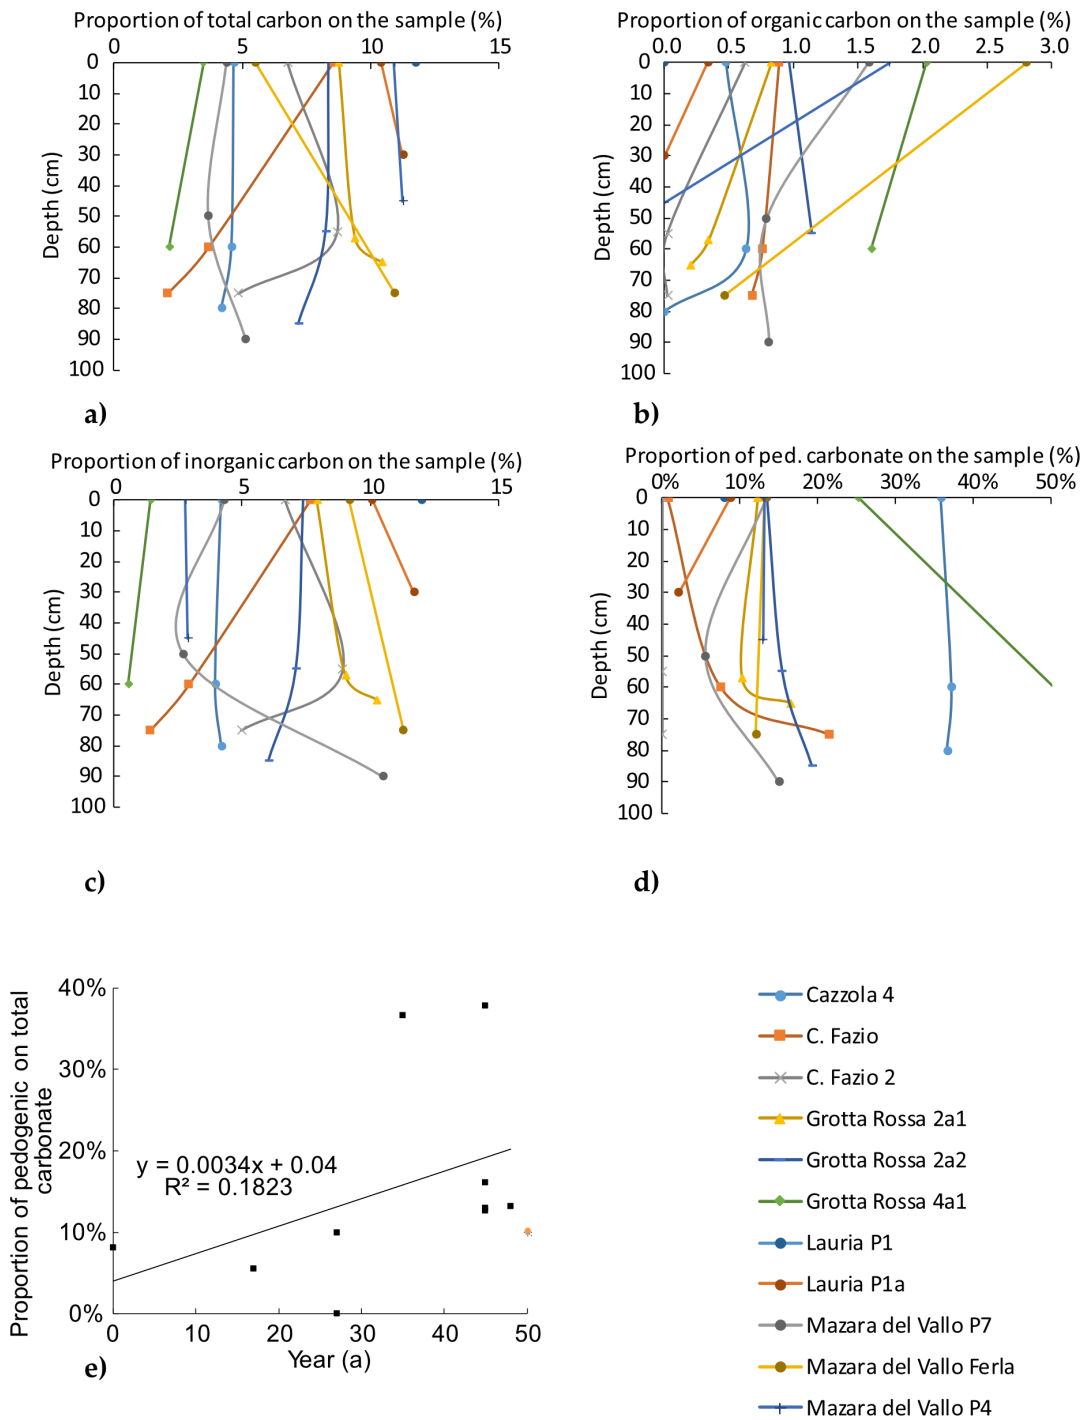 Proportion of total carbon on the sample (%)
0 5 10 15
0
10
20
30
40
50
60
70
80
90
100
Depth (cm)
a)
Proportion of organic carbon on the sample (%)
0.0 0.5 1.0 1.5 2.0 2.5 3.0
0
10
20
30
40
50
60
70
80
90
100
Depth (cm)
b)
Proportion of inorganic carbon on the sample (%)
0 5 10 15
0
10
20
30
40
50
60
70
80
90
100
Depth (cm)
c)
Proportion of ped. carbonate on the sample (%)
0% 10% 20% 30% 40% 50%
0
10
20
30
40
50
60
70
80
90
100
Depth (cm)
d)
Proportion of pedogenic on total
carbonate
40%
30%
20%
10%
0%
y = 0.0034x + 0.04
R² = 0.1823
0 10 20 30 40 50
Year (a)
e)
Cazzola 4
C. Fazio
C. Fazio 2
Grotta Rossa 2a1
Grotta Rossa 2a2
Grotta Rossa 4a1
Lauria P1
Lauria P1a
Mazara del Vallo P7
Mazara del Vallo Ferla
Mazara del Vallo P4